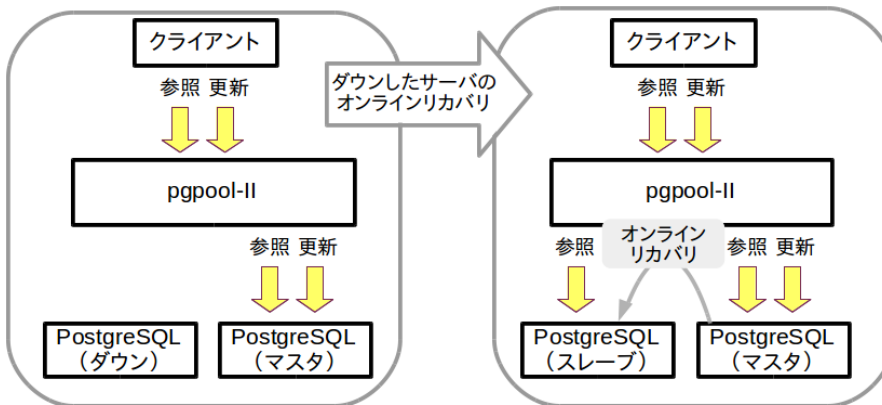 クライアント
参照 更新
pgpool-II
参照 更新
PostgreSQL
（ダウン）
PostgreSQL
（マスタ）
ダウンしたサーバの
オンラインリカバリ
クライアント
参照 更新
pgpool-II
参照
オンライン
リカバリ
参照 更新
PostgreSQL
（スレーブ）
PostgreSQL
（マスタ）